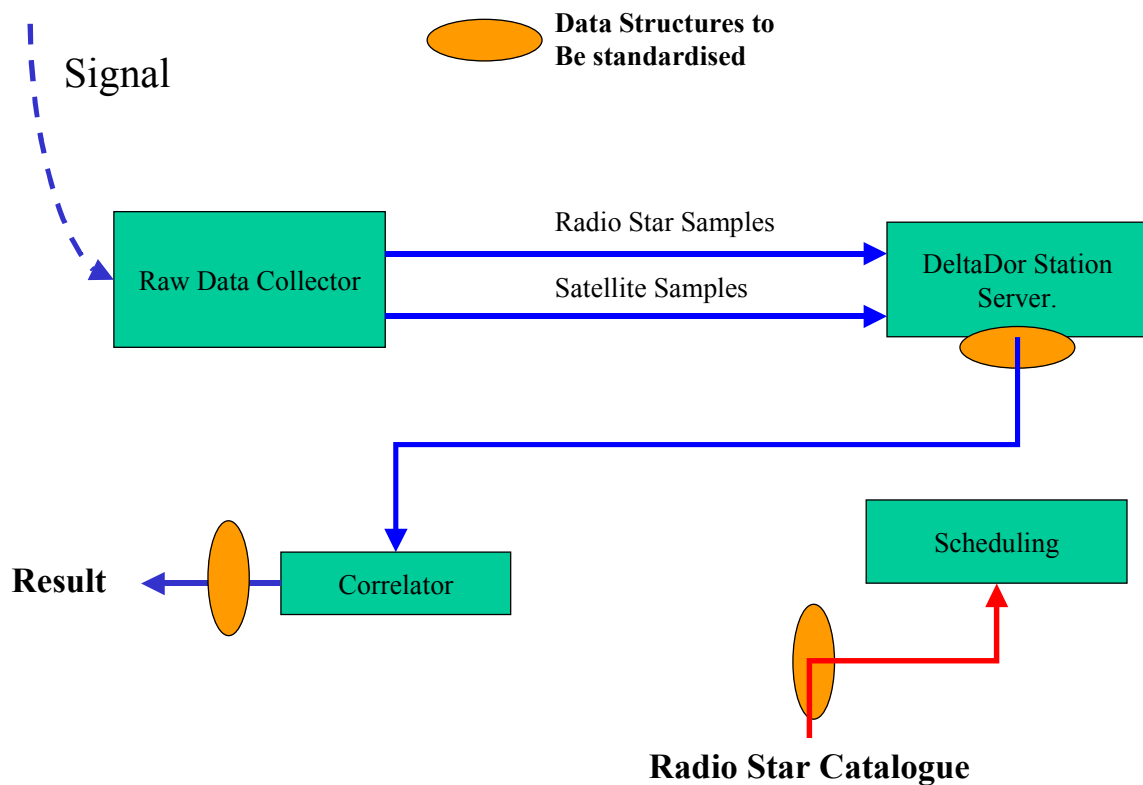 Data Structures to
Be standardised
Signal
Radio Star Samples
Raw Data Collector
DeltaDor Station
Server.
Satellite Samples
Scheduling
Result
Correlator
Radio Star Catalogue